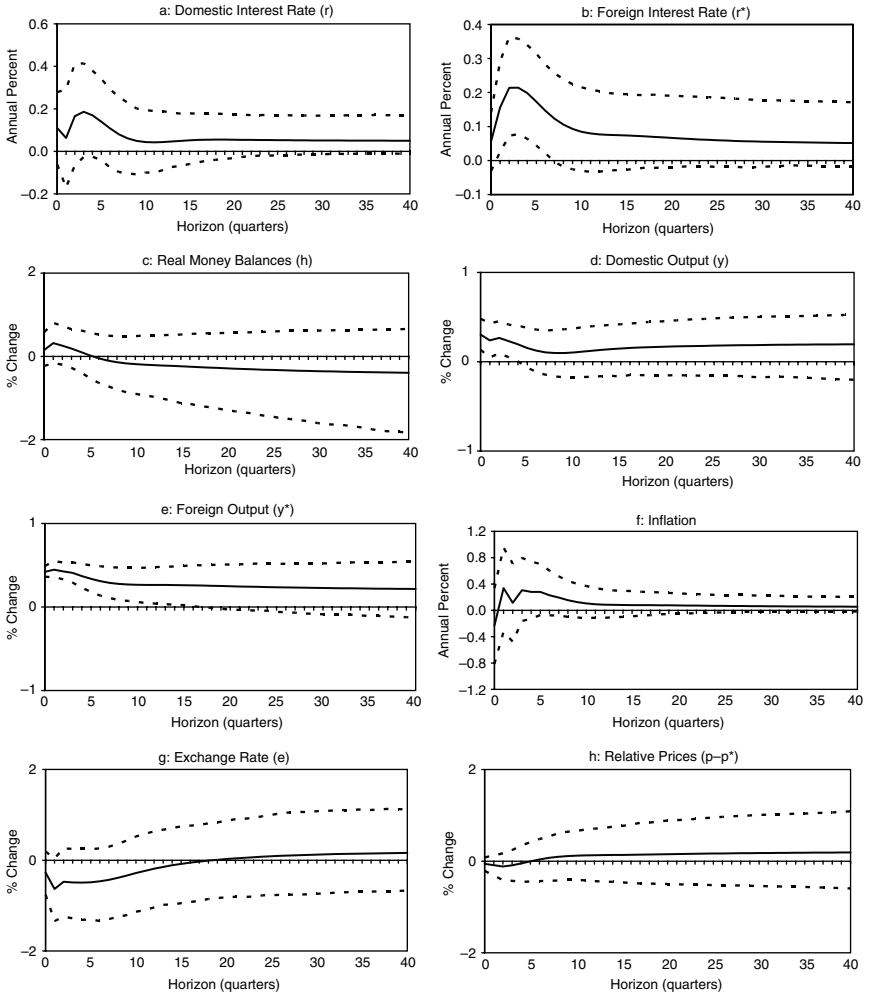 a: Domestic Interest Rate (r)
Annual Percent
0.6
0.4
0.2
0.0
–0.2
0 5 10 15 20 25 30 35 40
Horizon (quarters)
b: Foreign Interest Rate (r*)
Annual Percent
0.4
0.3
0.2
0.1
0.0
–0.1
0 5 10 15 20 25 30 35 40
Horizon (quarters)
c: Real Money Balances (h)
% Change
2
0
–2
0 5 10 15 20 25 30 35 40
Horizon (quarters)
d: Domestic Output (y)
% Change
1
0
–1
0 5 10 15 20 25 30 35 40
Horizon (quarters)
e: Foreign Output (y*)
% Change
1
0
–1
0 5 10 15 20 25 30 35 40
Horizon (quarters)
f: Inflation
Annual Percent
1.2
0.8
0.4
0.0
–0.4
–0.8
–1.2
0 5 10 15 20 25 30 35 40
Horizon (quarters)
g: Exchange Rate (e)
% Change
2
0
–2
0 5 10 15 20 25 30 35 40
Horizon (quarters)
h: Relative Prices (p–p*)
% Change
2
0
–2
0 5 10 15 20 25 30 35 40
Horizon (quarters)